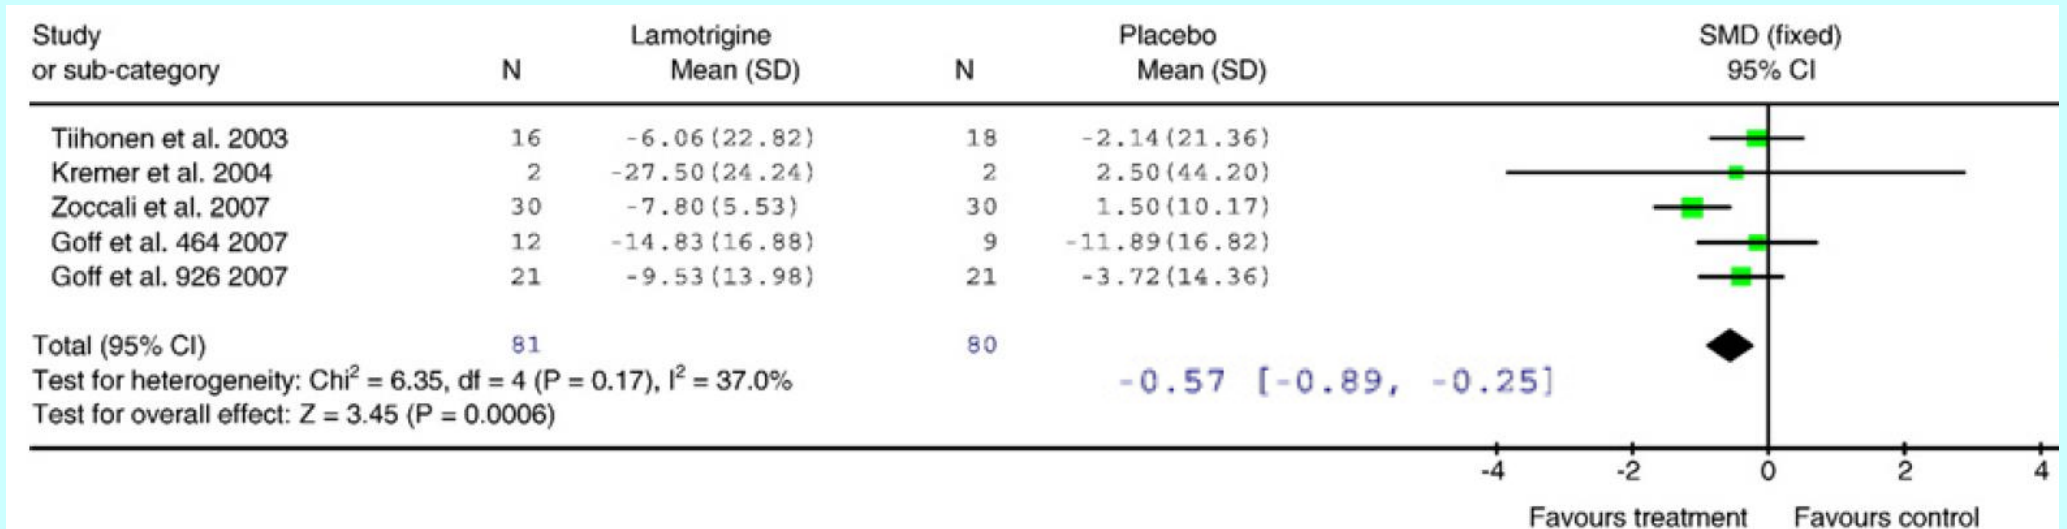 Study Lamotrigine Placebo SMD (fixed)
or sub-category N Mean (SD) N Mean (SD) 95% CI
Tiihonen et al. 2003 16 -6.06(22.82) 18 -2.14(21.36)
Kremer et al. 2004 2 -27.50(24.24) 2 2.50(44.20)
Zoccali et al. 2007 30 -7.80(5.53) 30 1.50(10.17)
Goff et al. 464 2007 12 -14.83(16.88) 9 -11.89(16.82)
Goff et al. 926 2007 21 -9.53(13.98) 21 -3.72(14.36)
Total (95% CI) 81 80
Test for heterogeneity: Chi² = 6.35, df = 4 (P = 0.17), I² = 37.0% -0.57 [-0.89, -0.25]
Test for overall effect: Z = 3.45 (P = 0.0006)
-4 -2 0 2 4
Favours treatment Favours control